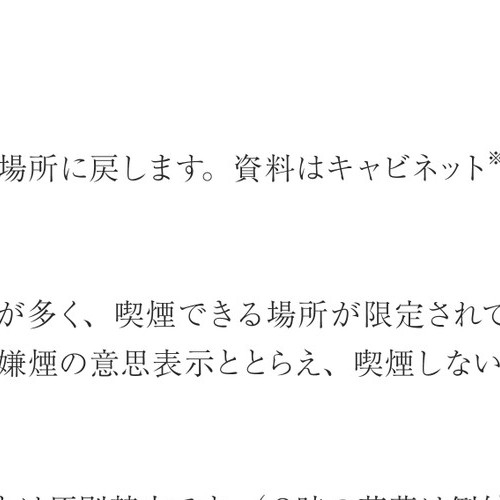 場所に戻します。資料はキャビネット※
が多く、喫煙できる場所が限定されて
嫌煙の意思表示ととらえ、喫煙しない